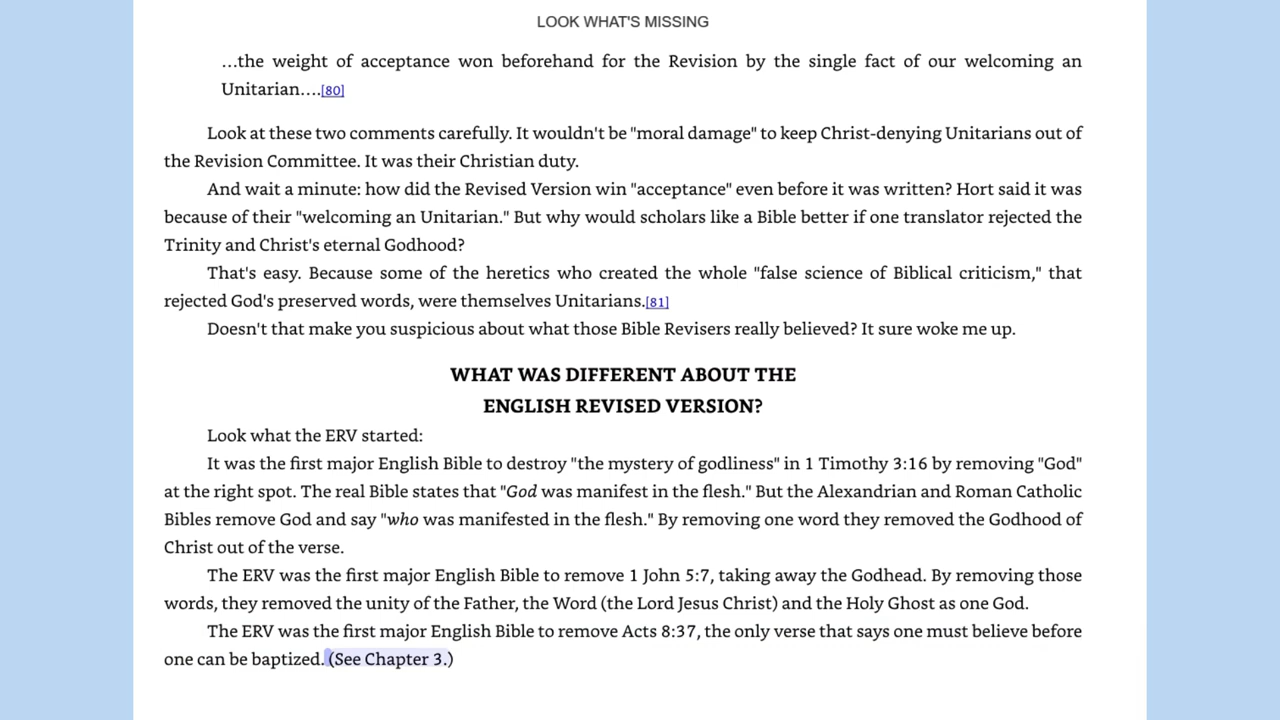 LOOK WHAT'S MISSING
…the weight of acceptance won beforehand for the Revision by the single fact of our welcoming an
Unitarian….[80]
Look at these two comments carefully. It wouldn't be "moral damage" to keep Christ-denying Unitarians out of
the Revision Committee. It was their Christian duty.
And wait a minute: how did the Revised Version win "acceptance" even before it was written? Hort said it was
because of their "welcoming an Unitarian." But why would scholars like a Bible better if one translator rejected the
Trinity and Christ's eternal Godhood?
That's easy. Because some of the heretics who created the whole "false science of Biblical criticism," that
rejected God's preserved words, were themselves Unitarians.[81]
Doesn't that make you suspicious about what those Bible Revisers really believed? It sure woke me up.
WHAT WAS DIFFERENT ABOUT THE
ENGLISH REVISED VERSION?
Look what the ERV started:
It was the first major English Bible to destroy "the mystery of godliness" in 1 Timothy 3:16 by removing "God"
at the right spot. The real Bible states that "God was manifest in the flesh." But the Alexandrian and Roman Catholic
Bibles remove God and say "who was manifested in the flesh." By removing one word they removed the Godhood of
Christ out of the verse.
The ERV was the first major English Bible to remove 1 John 5:7, taking away the Godhead. By removing those
words, they removed the unity of the Father, the Word (the Lord Jesus Christ) and the Holy Ghost as one God.
The ERV was the first major English Bible to remove Acts 8:37, the only verse that says one must believe before
one can be baptized. (See Chapter 3.)